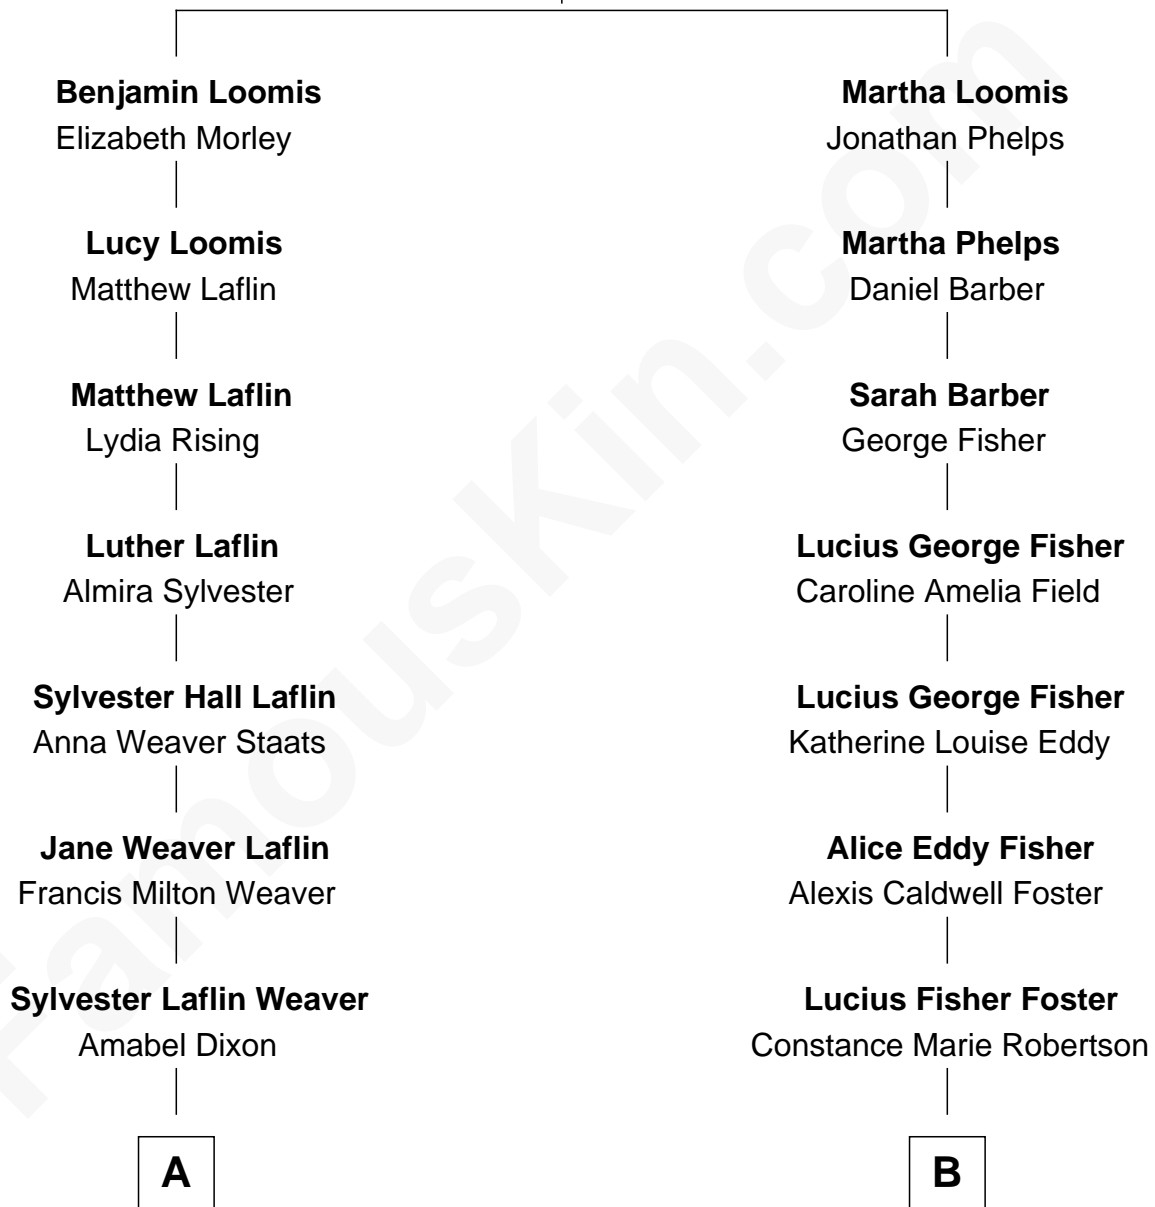 Benjamin Loomis
Elizabeth Morley
Lucy Loomis
Matthew Laflin
Matthew Laflin
Lydia Rising
Luther Laflin
Almira Sylvester
Sylvester Hall Laflin
Anna Weaver Staats
Jane Weaver Laflin
Francis Milton Weaver
Sylvester Laflin Weaver
Amabel Dixon
A
Martha Loomis
Jonathan Phelps
Martha Phelps
Daniel Barber
Sarah Barber
George Fisher
Lucius George Fisher
Caroline Amelia Field
Lucius George Fisher
Katherine Louise Eddy
Alice Eddy Fisher
Alexis Caldwell Foster
Lucius Fisher Foster
Constance Marie Robertson
B
FamousKin.com